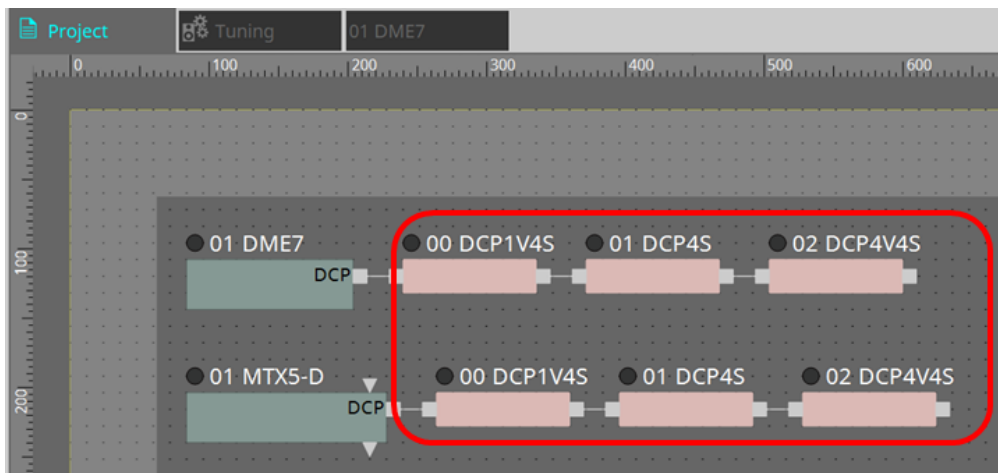 Project
Tuning
01 DME7
0 100 200 300 400 500 600
0
01 DME7
00 DCP1V4S
01 DCP4S
02 DCP4V4S
DCP
100
01 MTX5-D
00 DCP1V4S
01 DCP4S
02 DCP4V4S
DCP
200